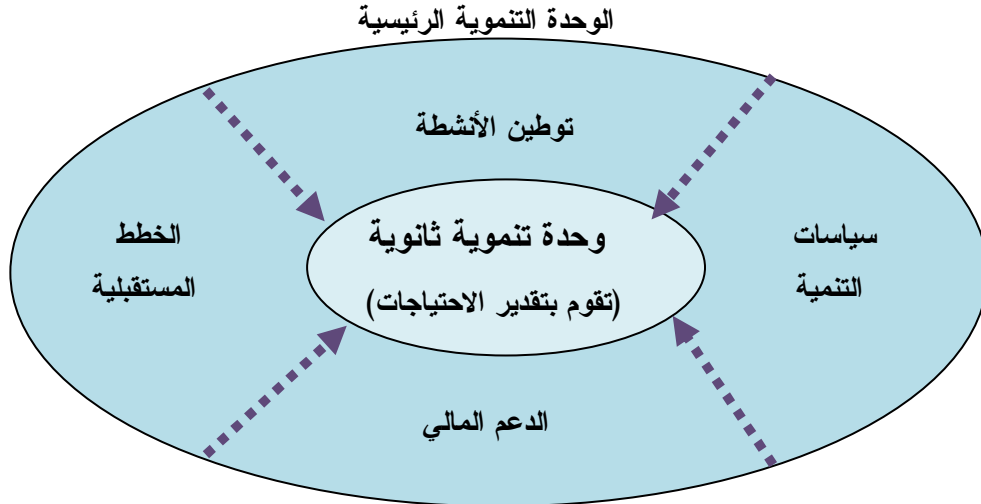 الوحدة التنموية الرئيسية
توطين الأنشطة
سياسات
التنمية
وحدة تنموية ثانوية
(تقوم بتقدير الاحتياجات)
الخطط
المستقبلية
الدعم المالي